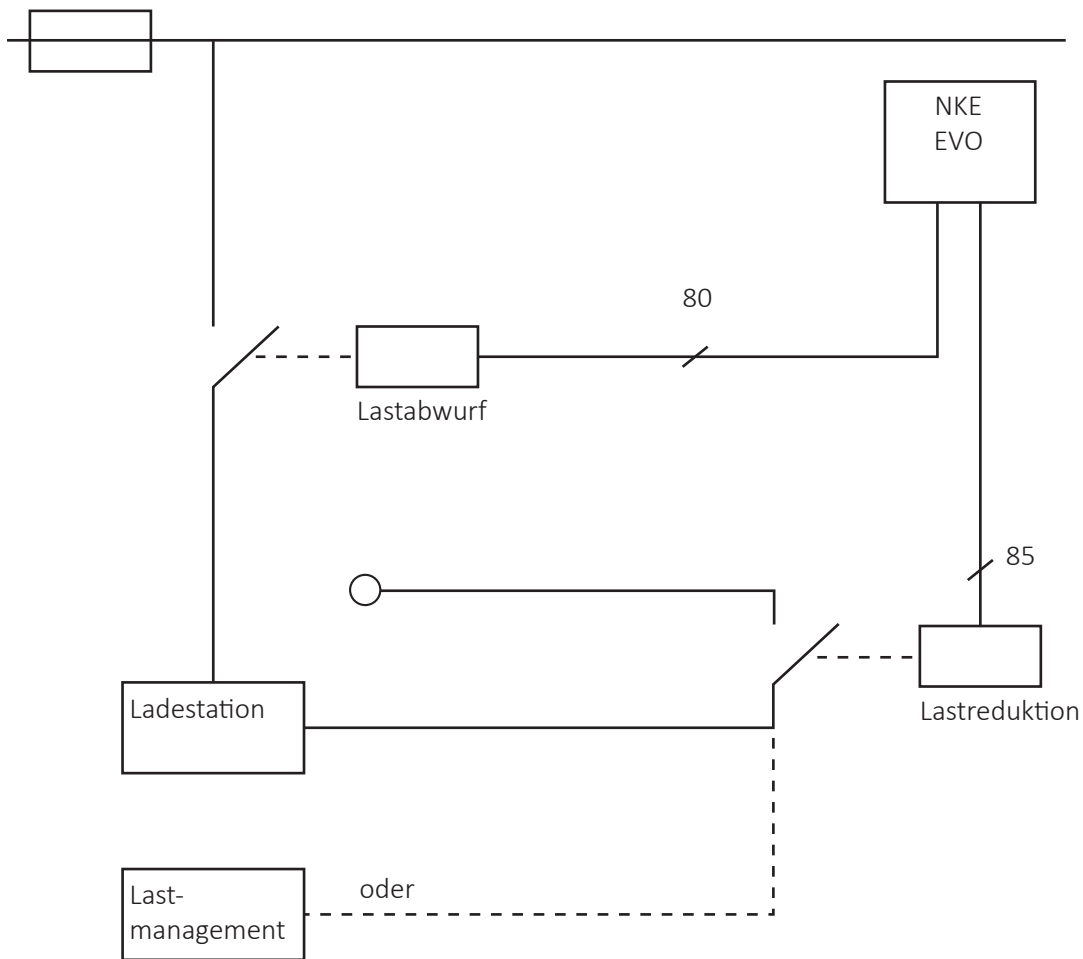 NKE
EVO
80
Lastabwurf
85
Ladestation
Lastreduktion
Last-
management
oder